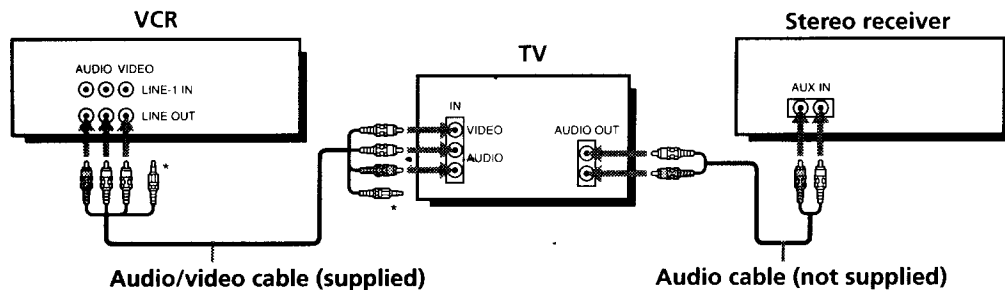 VCR
AUDIO VIDEO
LINE-1 IN
LINE OUT
*
TV
IN
VIDEO
AUDIO
AUDIO OUT
*
Stereo receiver
AUX IN
Audio/video cable (supplied)
Audio cable (not supplied)